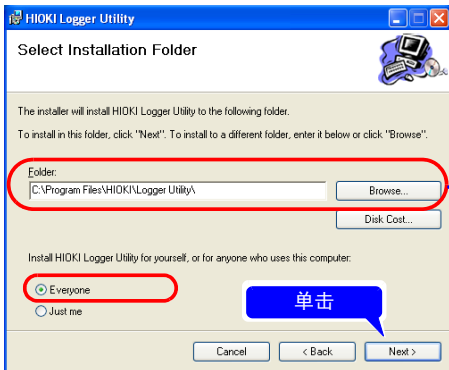 HIOKI Logger Utility
Select Installation Folder
The installer will install HIOKI Logger Utility to the following folder.
To install in this folder, click "Next". To install to a different folder, enter it below or click "Browse".
Folder:
C:\Program Files\HIOKI\Logger Utility\
Browse...
Disk Cost...
Install HIOKI Logger Utility for yourself, or for anyone who uses this computer:
Everyone
Just me
单击
Cancel
< Back
Next >